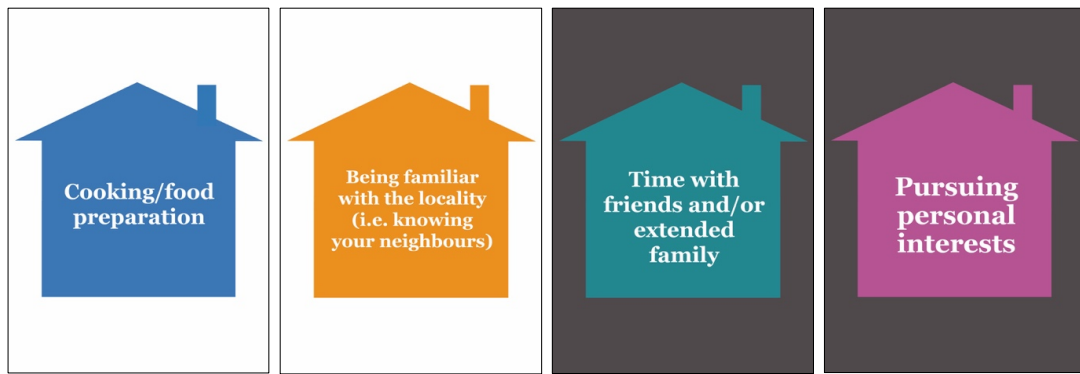 Cooking/food
preparation
Being familiar
with the locality
(i.e. knowing
your neighbours)
Time with
friends and/or
extended
family
Pursuing
personal
interests